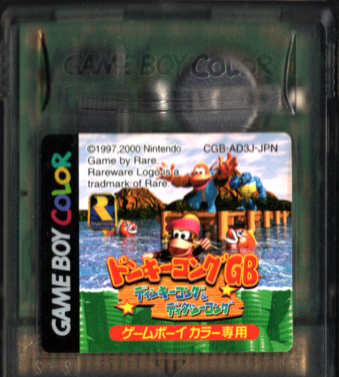 GAME BOY COLOR
©1997,2000 Nintendo. CGB-AD3J-JPN
Game by Rare.
Rareware Logo is a
trademark of Rare.
GAME BOY COLOR
ドンキーコングGB
ディンキーコング&
ディクシーコング
ゲームボーイカラー専用